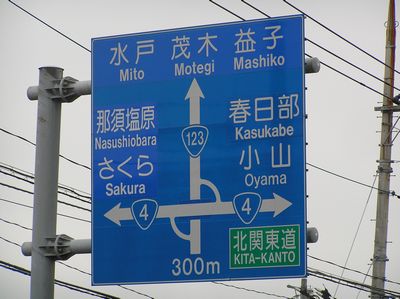 水戸 茂木 益子
Mito Motegi Mashiko
那須塩原
Nasushiobara
さくら
Sakura
123
春日部
Kasukabe
小山
Oyama
4
4
北関東道
KITA-KANTO
300m